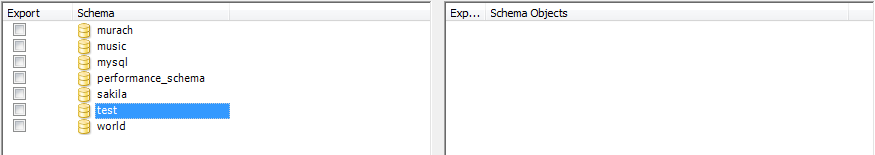 Export Schema
murach
music
mysql
performance_schema
sakila
test
world
Exp... Schema Objects